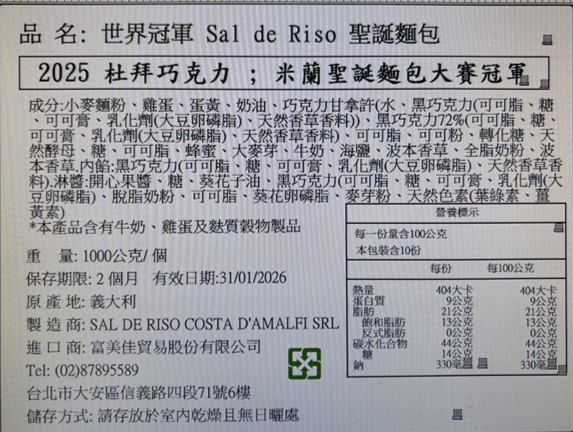 品 名: 世界冠軍 Sal de Riso 聖誕麵包
2025 杜拜巧克力 ; 米蘭聖誕麵包大賽冠軍
成分:小麥麵粉、雞蛋、蛋黃、奶油、巧克力甘拿許(水、黑巧克力(可可脂、糖
、可可膏、乳化劑(大豆卵磷脂)、天然香草香料))、黑巧克力72%(可可脂、糖、
可可膏、乳化劑(大豆卵磷脂)、天然香草香料)、可可脂、可可粉、轉化糖、天
然酵母、糖、可可脂、蜂蜜、大麥芽、牛奶、海鹽、波本香草、全脂奶粉、波
本香草.內餡:黑巧克力(可可脂、糖、可可膏、乳化劑(大豆卵磷脂)、天然香草香
料).淋醬:開心果醬、糖、葵花子油、黑巧克力(可可脂、糖、可可膏、乳化劑(大
豆卵磷脂)、脫脂奶粉、可可脂、葵花卵磷脂、麥芽粉、天然色素(葉綠素、薑
黃素)
*本產品含有牛奶、雞蛋及麩質穀物製品
重 量: 1000公克/ 個
保存期限: 2 個月 有效日期:31/01/2026
原 產 地: 義大利
製 造 商: SAL DE RISO COSTA D'AMALFI SRL
進 口 商: 富美佳貿易股份有限公司
Tel: (02)87895589
台北市大安區信義路四段71號6樓
儲存方式: 請存放於室內乾燥且無日曬處
營養標示
每一份量含100公克
本包裝含10份
每份 每100公克
熱量 404大卡 404大卡
蛋白質 9公克 9公克
脂肪 21公克 21公克
飽和脂肪 13公克 13公克
反式脂肪 0公克 0公克
碳水化合物 44公克 44公克
糖 14公克 14公克
鈉 330毫 330毫